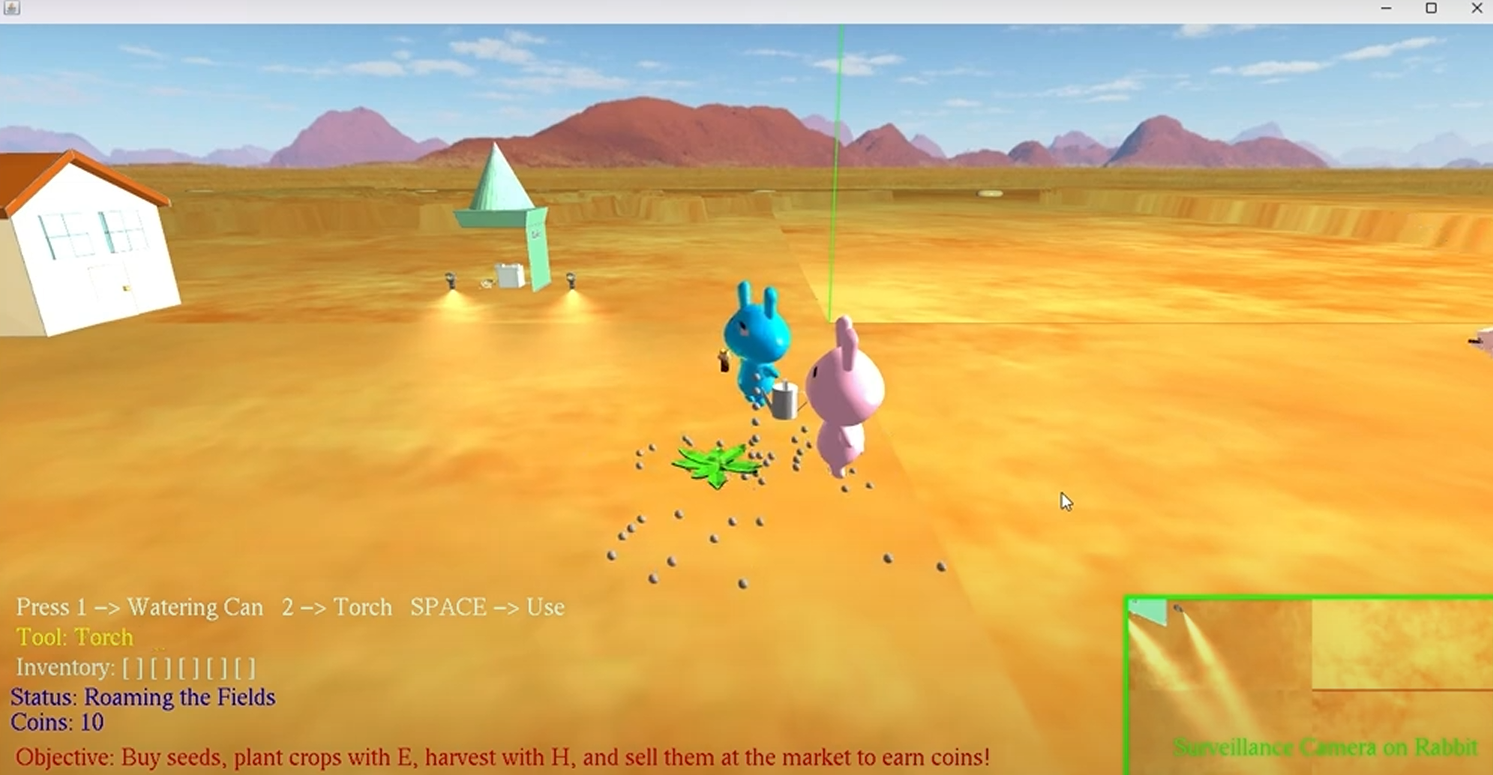 Press 1 –> Watering Can 2 –> Torch SPACE –> Use
Tool: Torch
Inventory: [ ] [ ] [ ] [ ] [ ]
Status: Roaming the Fields
Coins: 10
Objective: Buy seeds, plant crops with E, harvest with H, and sell them at the market to earn coins!
Surveillance Camera on Rabbit